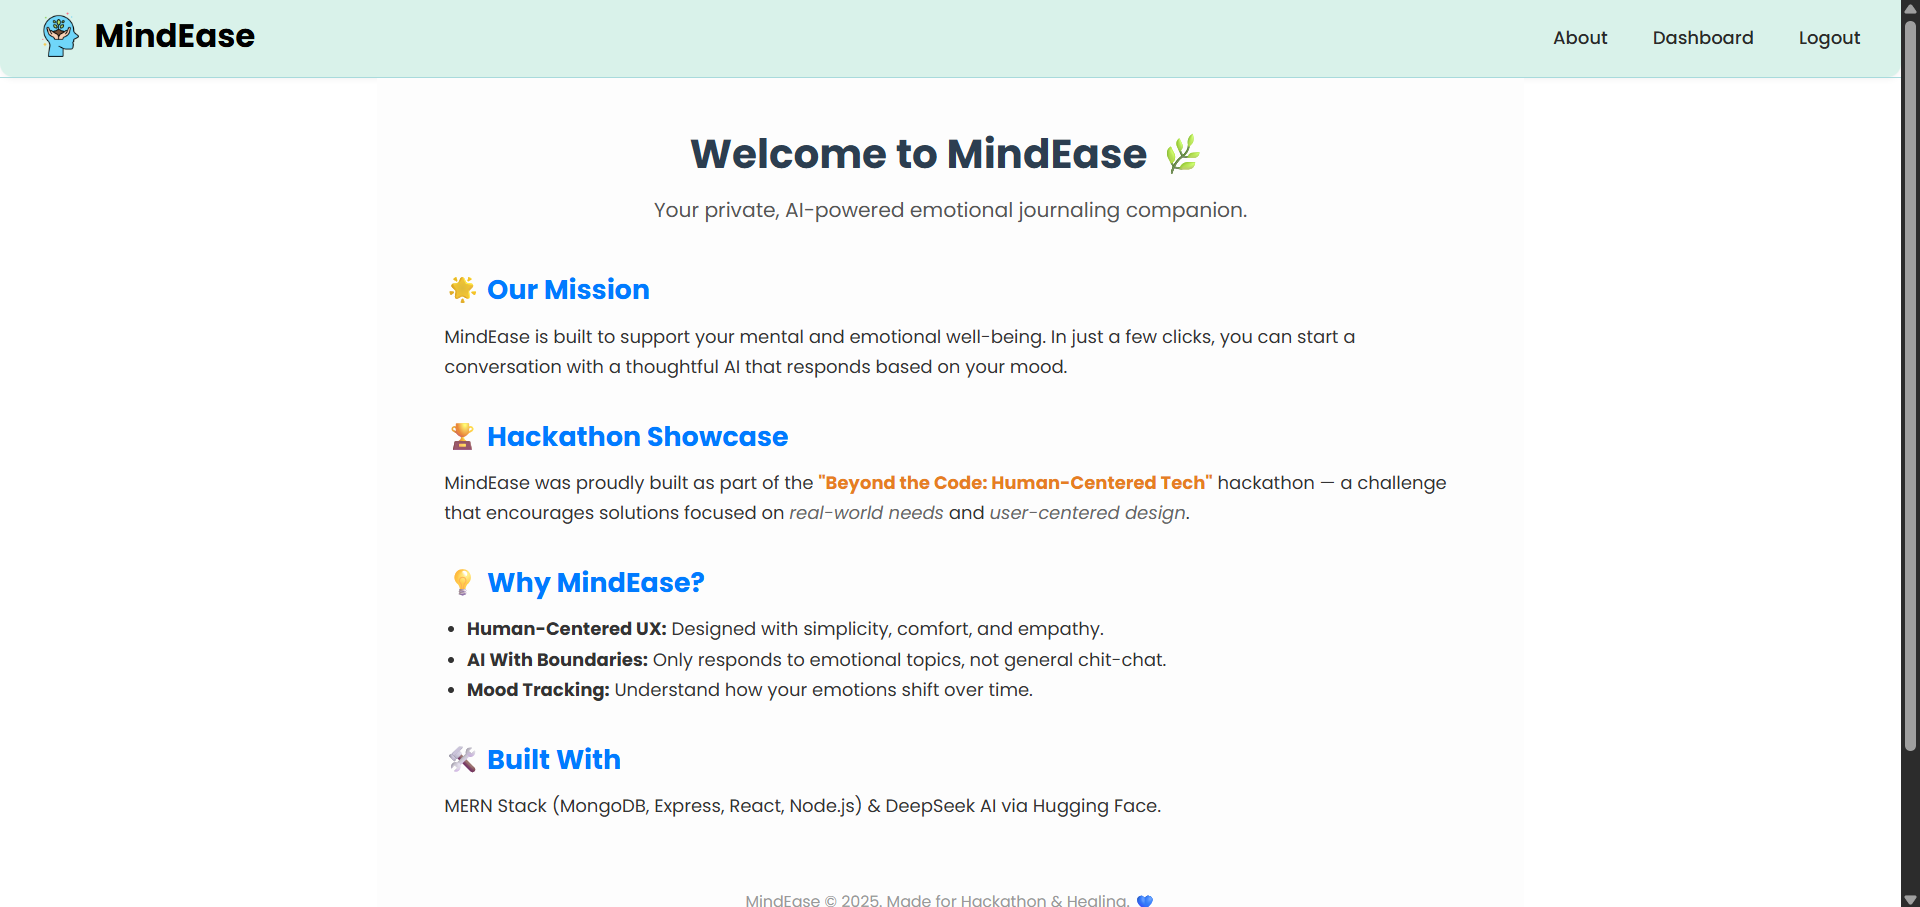 MindEase
About
Dashboard
Logout
Welcome to MindEase 🌿
Your private, AI-powered emotional journaling companion.
🌟 Our Mission
MindEase is built to support your mental and emotional well-being. In just a few clicks, you can start a
conversation with a thoughtful AI that responds based on your mood.
🏆 Hackathon Showcase
MindEase was proudly built as part of the "Beyond the Code: Human-Centered Tech" hackathon — a challenge
that encourages solutions focused on real-world needs and user-centered design.
💡 Why MindEase?
• Human-Centered UX: Designed with simplicity, comfort, and empathy.
• AI With Boundaries: Only responds to emotional topics, not general chit-chat.
• Mood Tracking: Understand how your emotions shift over time.
🛠️ Built With
MERN Stack (MongoDB, Express, React, Node.js) & DeepSeek AI via Hugging Face.
MindEase © 2025. Made for Hackathon & Healing. 💙